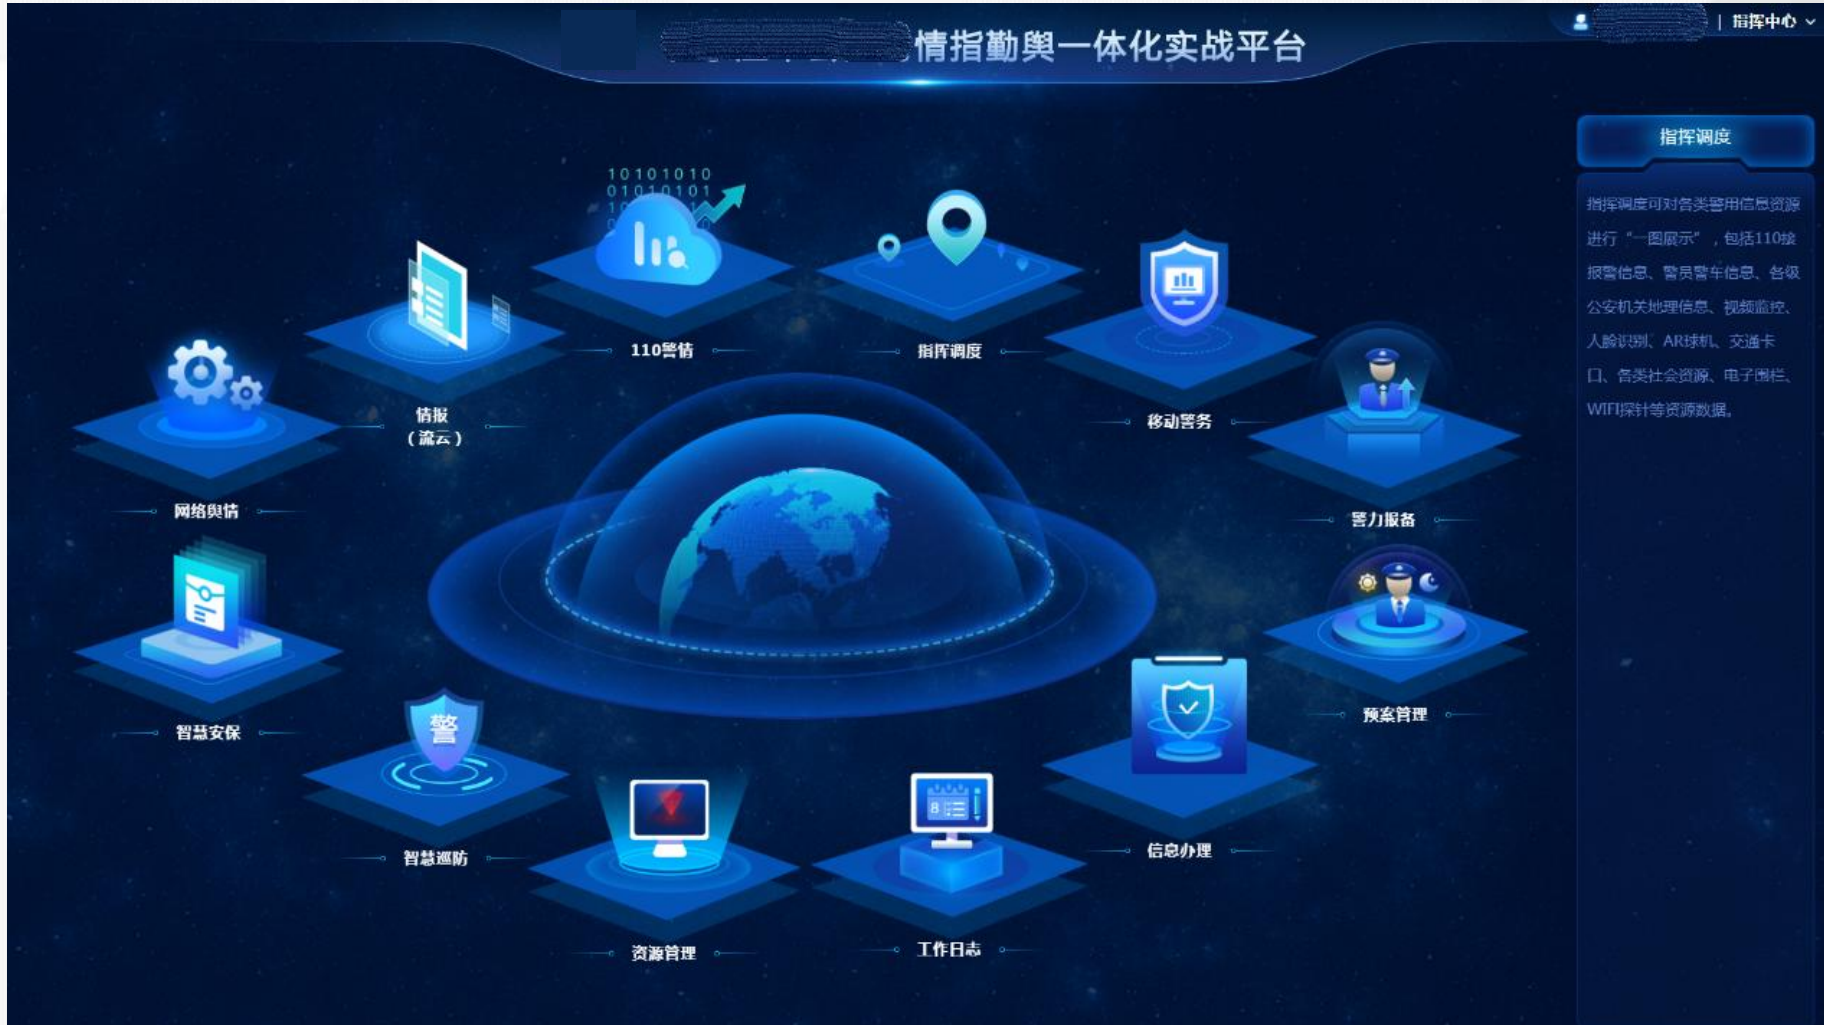 情指勤舆一体化实战平台
指挥中心
指挥调度
指挥调度可对各类警用信息资源
进行“一图展示”，包括110接
报警信息、警员警车信息、各级
公安机关地理信息、视频监控、
人脸识别、AR球机、交通卡
口、各类社会资源、电子围栏、
WIFI探针等资源数据。
10101010
01010101
110警情
指挥调度
情报
（流云）
移动警务
网络舆情
警力报备
智慧安保
预案管理
警
智慧巡防
信息办理
8
资源管理
工作日志